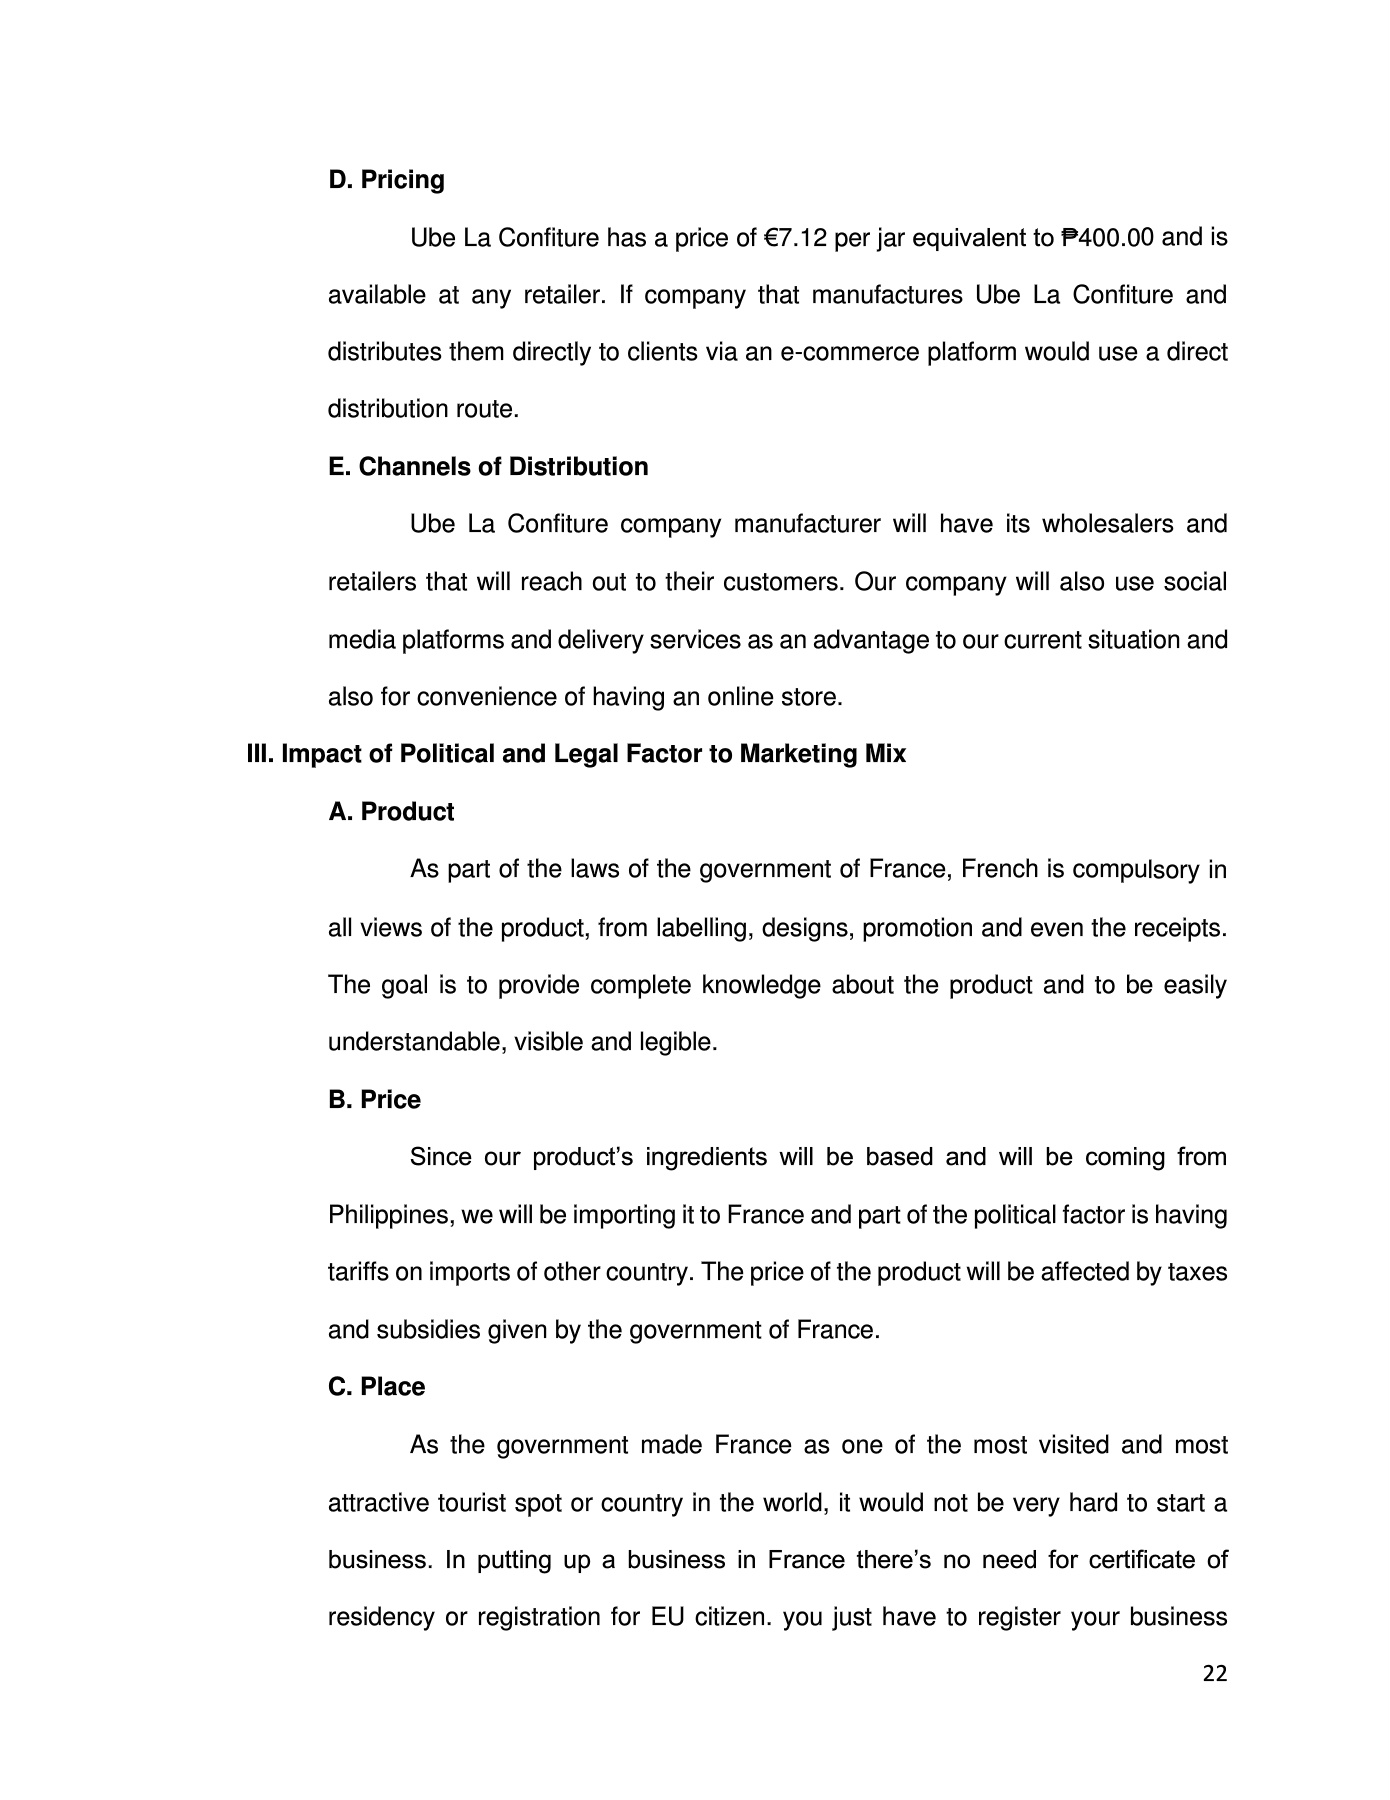 D. Pricing
Ube La Confiture has a price of €7.12 per jar equivalent to ₱400.00 and is
available at any retailer. If company that manufactures Ube La Confiture and
distributes them directly to clients via an e-commerce platform would use a direct
distribution route.
E. Channels of Distribution
Ube La Confiture company manufacturer will have its wholesalers and
retailers that will reach out to their customers. Our company will also use social
media platforms and delivery services as an advantage to our current situation and
also for convenience of having an online store.
III. Impact of Political and Legal Factor to Marketing Mix
A. Product
As part of the laws of the government of France, French is compulsory in
all views of the product, from labelling, designs, promotion and even the receipts.
The goal is to provide complete knowledge about the product and to be easily
understandable, visible and legible.
B. Price
Since our product’s ingredients will be based and will be coming from
Philippines, we will be importing it to France and part of the political factor is having
tariffs on imports of other country. The price of the product will be affected by taxes
and subsidies given by the government of France.
C. Place
As the government made France as one of the most visited and most
attractive tourist spot or country in the world, it would not be very hard to start a
business. In putting up a business in France there’s no need for certificate of
residency or registration for EU citizen. you just have to register your business
22